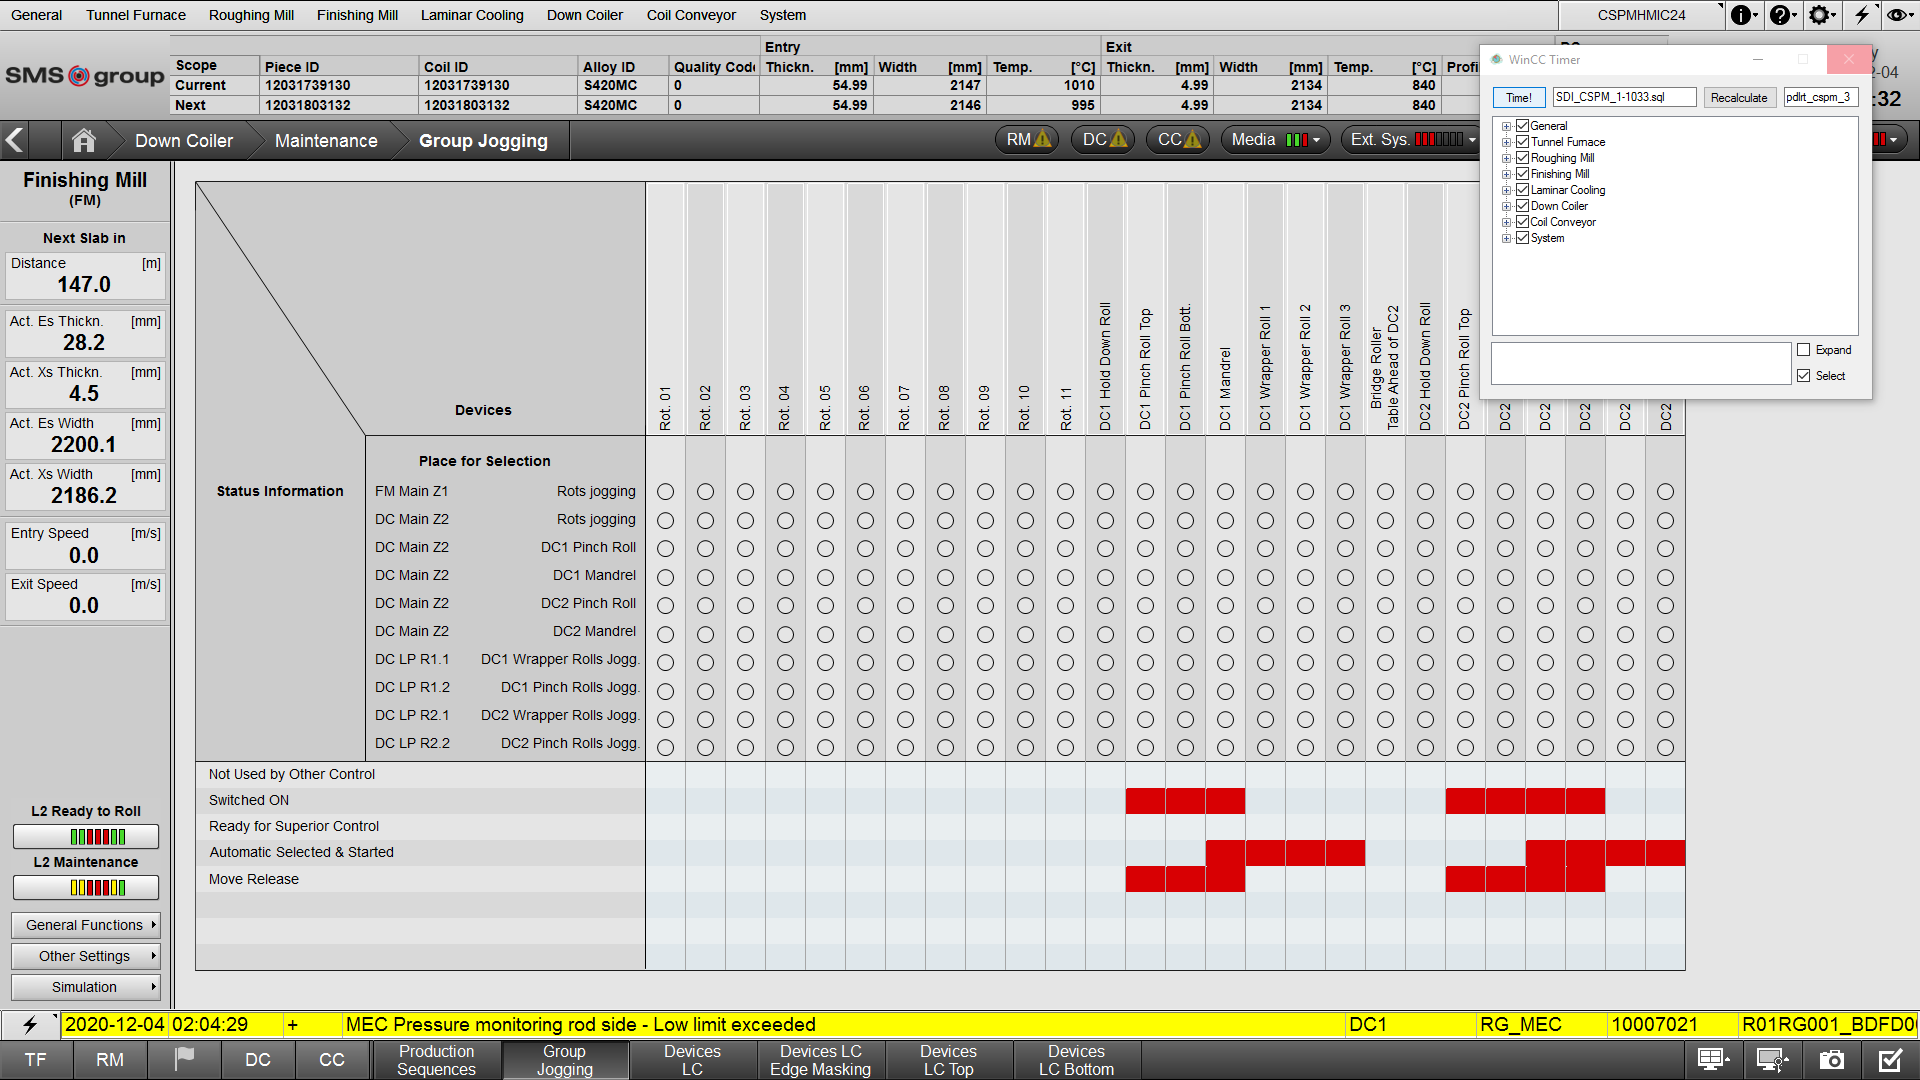 General Tunnel Furnace Roughing Mill Finishing Mill Laminar Cooling Down Coiler Coil Conveyor System CSPMHMIC24
SMS group
Entry Exit
Scope Piece ID Coil ID Alloy ID Quality Code Thickn. [mm] Width [mm] Temp. [°C] Thickn. [mm] Width [mm] Temp. [°C]
Current 12031739130 12031739130 S420MC 0 54.99 2147 1010 4.99 2134 840
Next 12031803132 12031803132 S420MC 0 54.99 2146 995 4.99 2134 840
-04
:32
Down Coiler Maintenance Group Jogging RM DC CC Media Ext. Sys.
WinCC Timer
Time! SDI_CSPM_1-1033.sql Recalculate pdlrt_cspm_3
General
Tunnel Furnace
Roughing Mill
Finishing Mill
Laminar Cooling
Down Coiler
Coil Conveyor
System
Expand
Select
Finishing Mill
(FM)
Next Slab in
Distance [m]
147.0
Act. Es Thickn. [mm]
28.2
Act. Xs Thickn. [mm]
4.5
Act. Es Width [mm]
2200.1
Act. Xs Width [mm]
2186.2
Entry Speed [m/s]
0.0
Exit Speed [m/s]
0.0
L2 Ready to Roll
L2 Maintenance
General Functions
Other Settings
Simulation
Devices
Rot. 01
Rot. 02
Rot. 03
Rot. 04
Rot. 05
Rot. 06
Rot. 07
Rot. 08
Rot. 09
Rot. 10
Rot. 11
DC1 Hold Down Roll
DC1 Pinch Roll Top
DC1 Pinch Roll Bott.
DC1 Mandrel
DC1 Wrapper Roll 1
DC1 Wrapper Roll 2
DC1 Wrapper Roll 3
Bridge Roller
Table Ahead of DC2
DC2 Hold Down Roll
DC2 Pinch Roll Top
DC2
DC2
DC2
DC2
DC2
Place for Selection
Status Information
FM Main Z1 Rots jogging
DC Main Z2 Rots jogging
DC Main Z2 DC1 Pinch Roll
DC Main Z2 DC1 Mandrel
DC Main Z2 DC2 Pinch Roll
DC Main Z2 DC2 Mandrel
DC LP R1.1 DC1 Wrapper Rolls Jogg.
DC LP R1.2 DC1 Pinch Rolls Jogg.
DC LP R2.1 DC2 Wrapper Rolls Jogg.
DC LP R2.2 DC2 Pinch Rolls Jogg.
Not Used by Other Control
Switched ON
Ready for Superior Control
Automatic Selected & Started
Move Release
2020-12-04 02:04:29 + MEC Pressure monitoring rod side - Low limit exceeded DC1 RG_MEC 10007021
TF RM DC CC
Production
Sequences
Group
Jogging
Devices
LC
Devices LC
Edge Masking
Devices
LC Top
Devices
LC Bottom